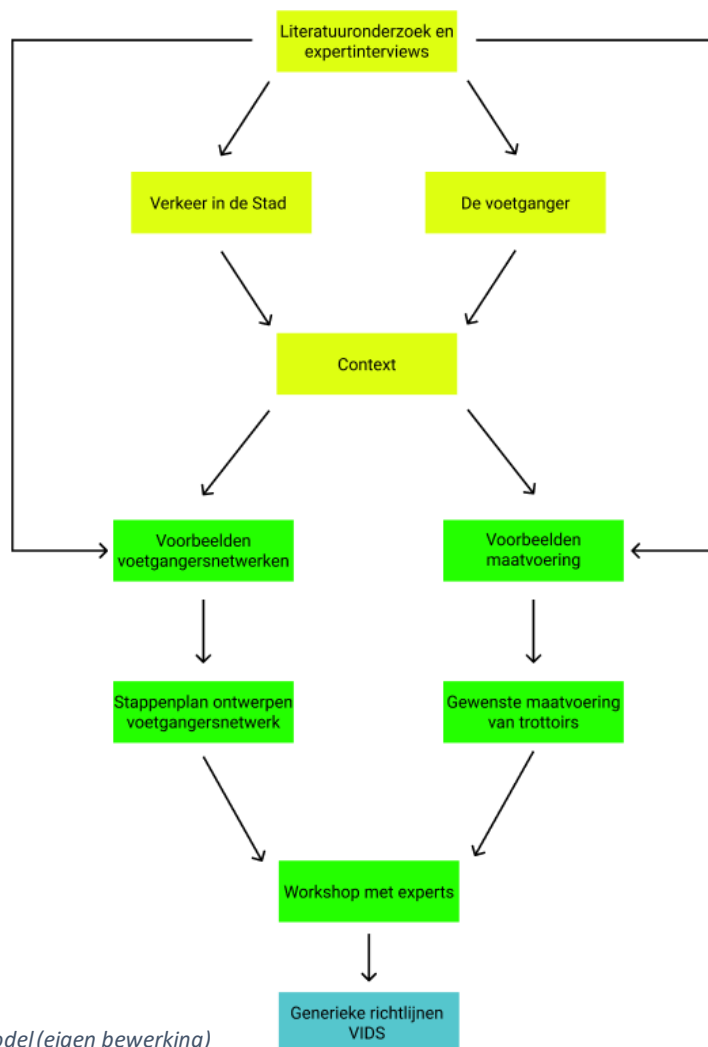 Literatuuronderzoek en
expertinterviews
Verkeer in de Stad
De voetganger
Context
Voorbeelden
voetgangersnetwerken
Voorbeelden
maatvoering
Stappenplan ontwerpen
voetgangersnetwerk
Gewenste maatvoering
van trottoirs
Workshop met experts
Generieke richtlijnen
VIDS
(eigen bewerking)